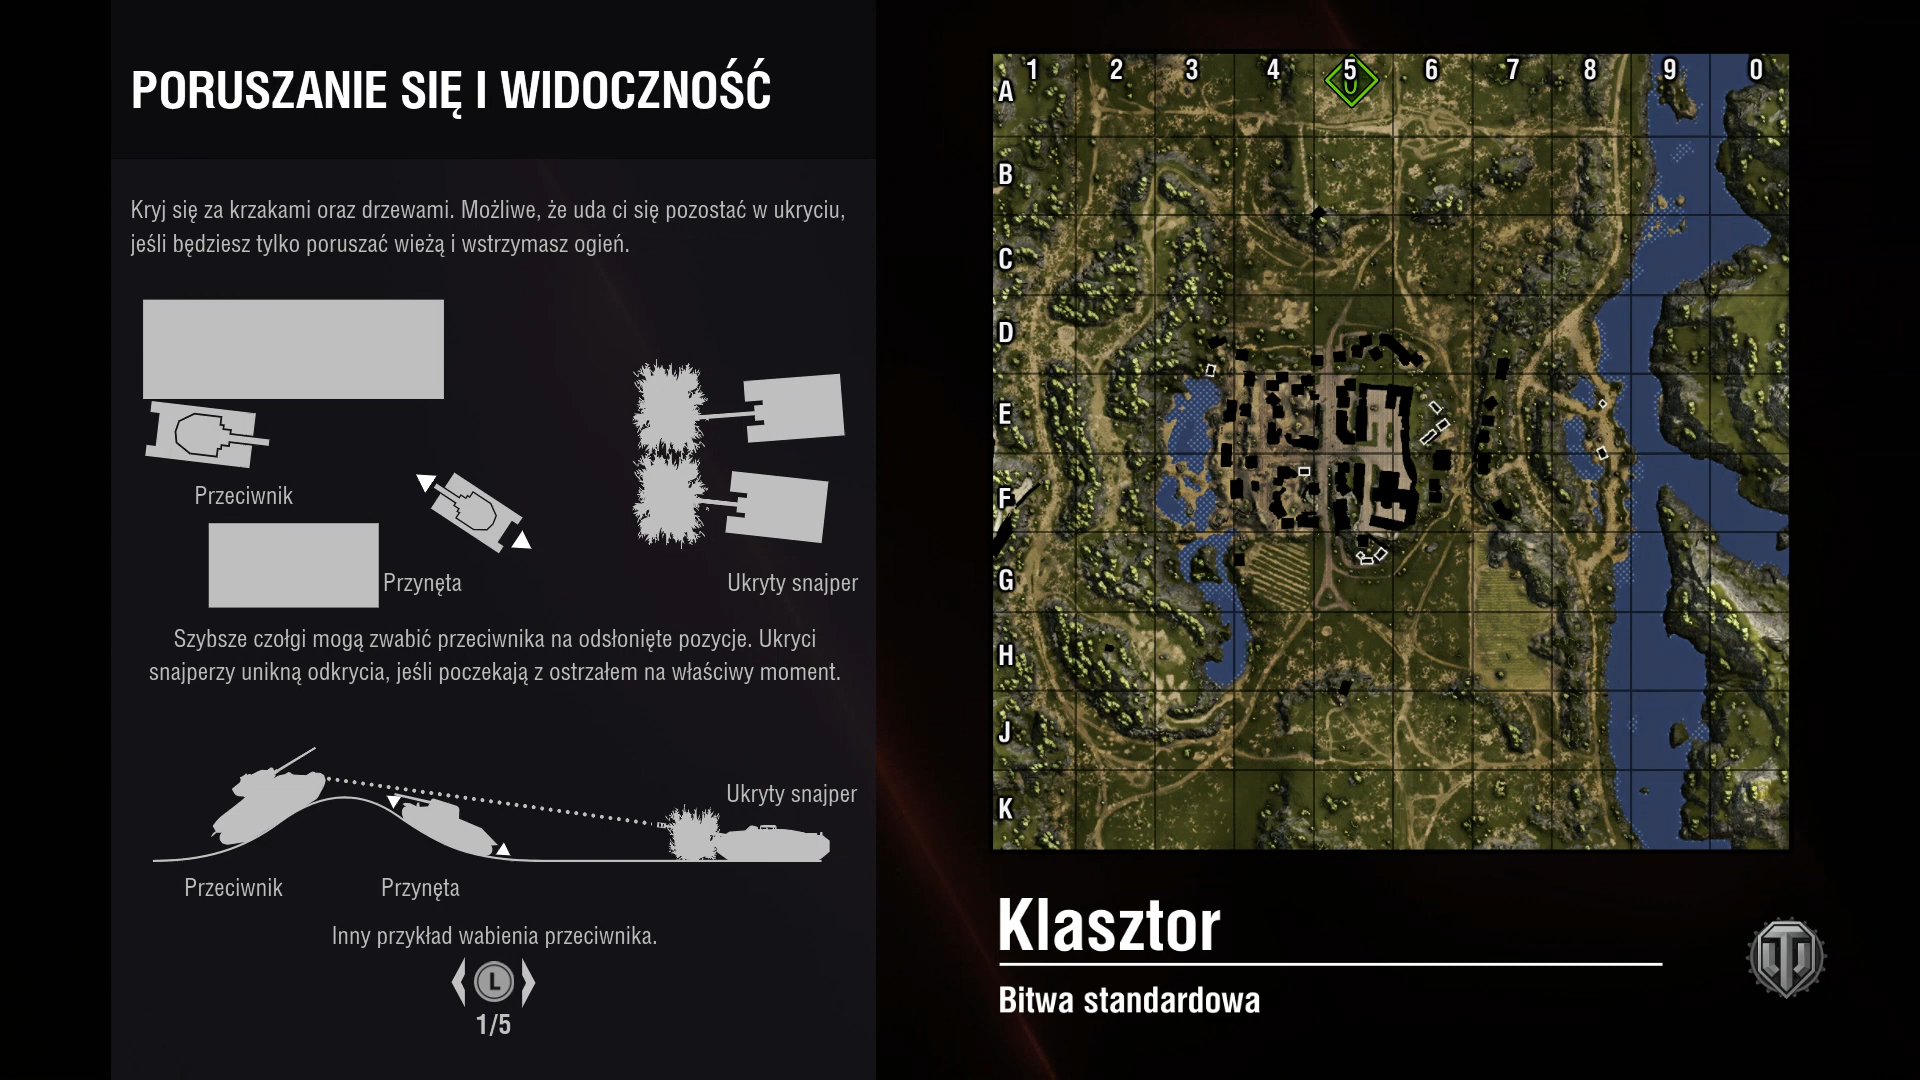 PORUSZANIE SIĘ I WIDOCZNOŚĆ
Kryj się za krzakami oraz drzewami. Możliwe, że uda ci się pozostać w ukryciu,
jeśli będziesz tylko poruszać wieżą i wstrzymasz ogień.
Przeciwnik
Przynęta
Ukryty snajper
Szybsze czołgi mogą zwabić przeciwnika na odsłonięte pozycje. Ukryci
snajperzy unikną odkrycia, jeśli poczekają z ostrzałem na właściwy moment.
Ukryty snajper
Przeciwnik
Przynęta
Inny przykład wabienia przeciwnika.
L
1/5
1 2 3 4 5 6 7 8 9 0
A
B
C
D
E
F
G
H
J
K
Klasztor
Bitwa standardowa